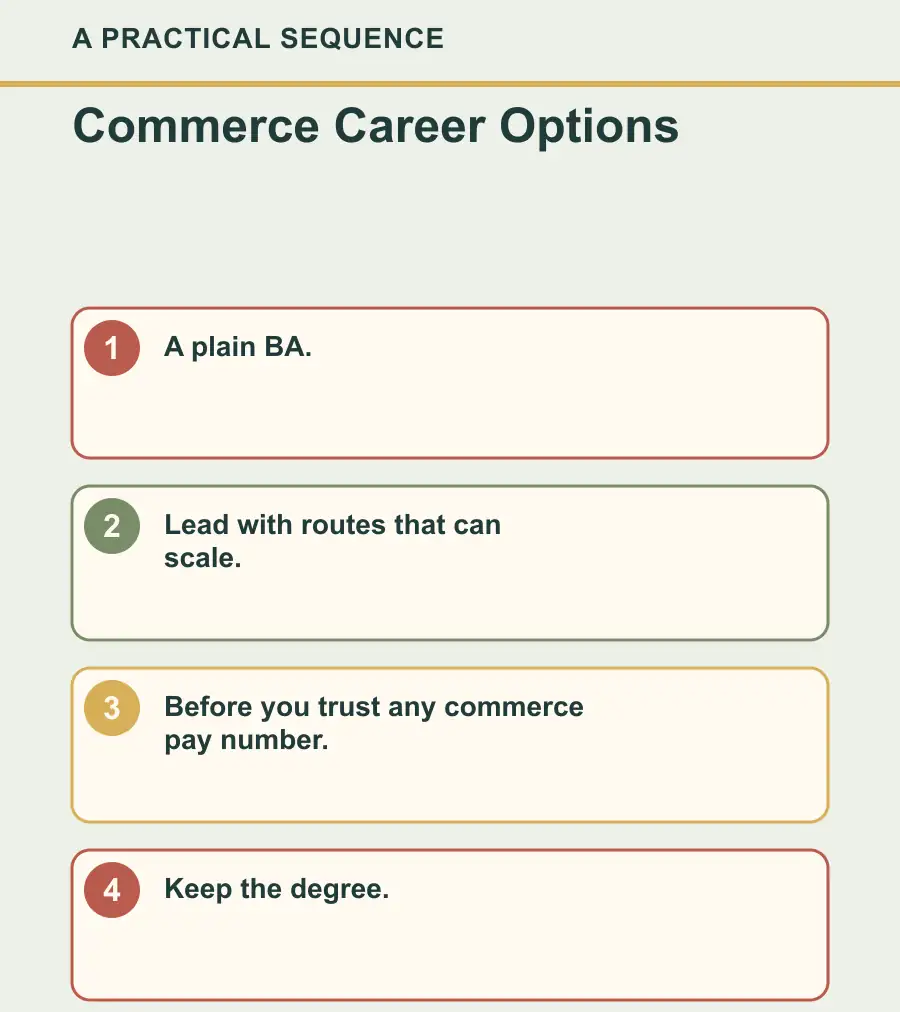 A PRACTICAL SEQUENCE
Commerce Career Options
1
A plain BA.
2
Lead with routes that can
scale.
3
Before you trust any commerce
pay number.
4
Keep the degree.